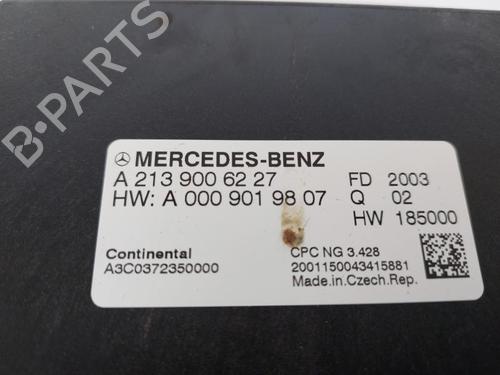 MERCEDES-BENZ
A 213 900 62 27 FD 2003
HW: A 000 901 98 07 Q 02
HW 185000
Continental CPC NG 3.428
A3C0372350000 2001150043415881
Made.in.Czech.Rep.
B-PARTS